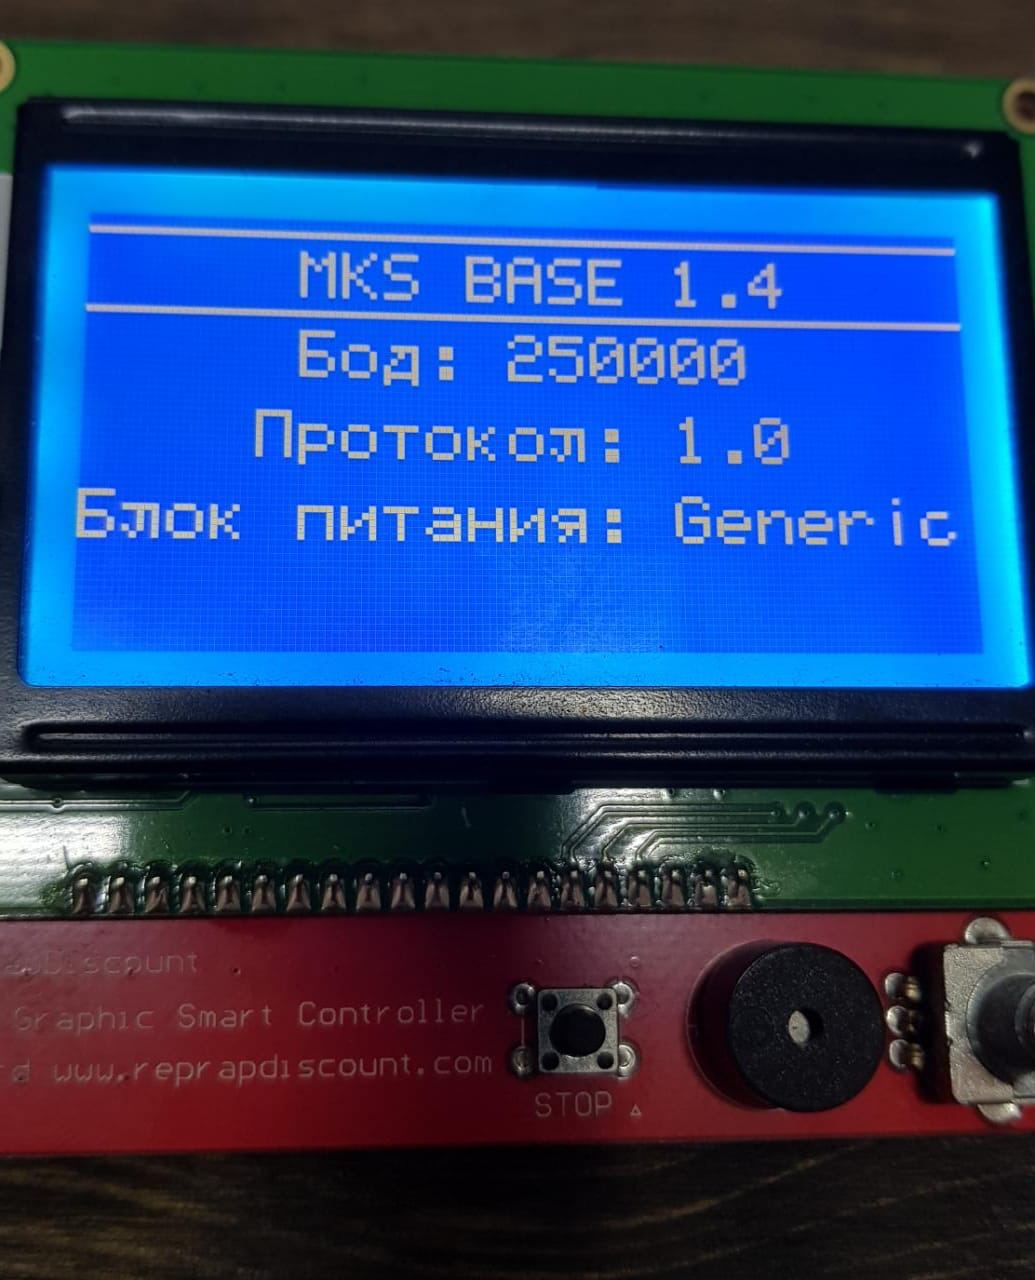 MKS BASE 1.4
Бод: 250000
Протокол: 1.0
Блок питания: Generic
Graphic Smart Controller
www.reprapdiscount.com
STOP